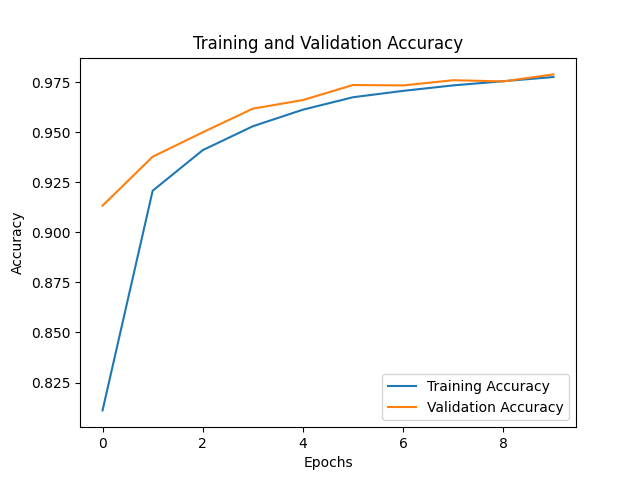 Training and Validation Accuracy
Accuracy
0.975
0.950
0.925
0.900
0.875
0.850
0.825
Training Accuracy
Validation Accuracy
0 2 4 6 8
Epochs